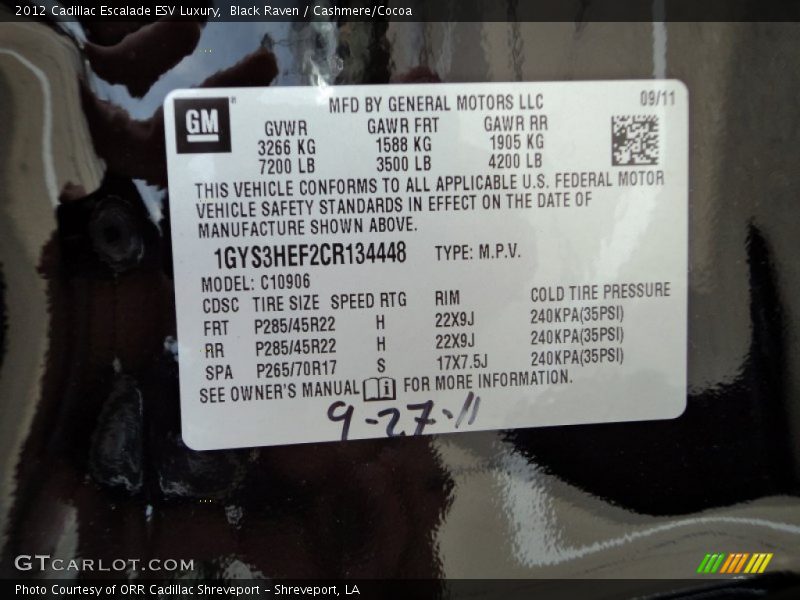 2012 Cadillac Escalade ESV Luxury,  Black Raven / Cashmere/Cocoa
GM
MFD BY GENERAL MOTORS LLC 09/11
GVWR GAWR FRT GAWR RR
3266 KG 1588 KG 1905 KG
7200 LB 3500 LB 4200 LB
THIS VEHICLE CONFORMS TO ALL APPLICABLE U.S. FEDERAL MOTOR
VEHICLE SAFETY STANDARDS IN EFFECT ON THE DATE OF
MANUFACTURE SHOWN ABOVE.
1GYS3HEF2CR134448 TYPE: M.P.V.
MODEL: C10906
CDSC TIRE SIZE SPEED RTG RIM COLD TIRE PRESSURE
FRT P285/45R22 H 22X9J 240KPA(35PSI)
RR P285/45R22 H 22X9J 240KPA(35PSI)
SPA P265/70R17 S 17X7.5J 240KPA(35PSI)
SEE OWNER'S MANUAL FOR MORE INFORMATION.
9-27-11
GTCARLOT.COM
Photo Courtesy of ORR Cadillac Shreveport - Shreveport, LA